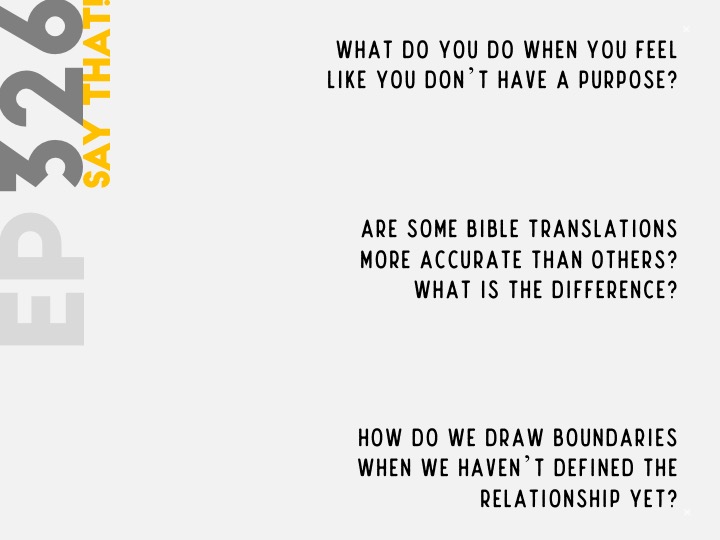 EP 326
SAY THAT!
WHAT DO YOU DO WHEN YOU FEEL
LIKE YOU DON'T HAVE A PURPOSE?
ARE SOME BIBLE TRANSLATIONS
MORE ACCURATE THAN OTHERS?
WHAT IS THE DIFFERENCE?
HOW DO WE DRAW BOUNDARIES
WHEN WE HAVEN'T DEFINED THE
RELATIONSHIP YET?